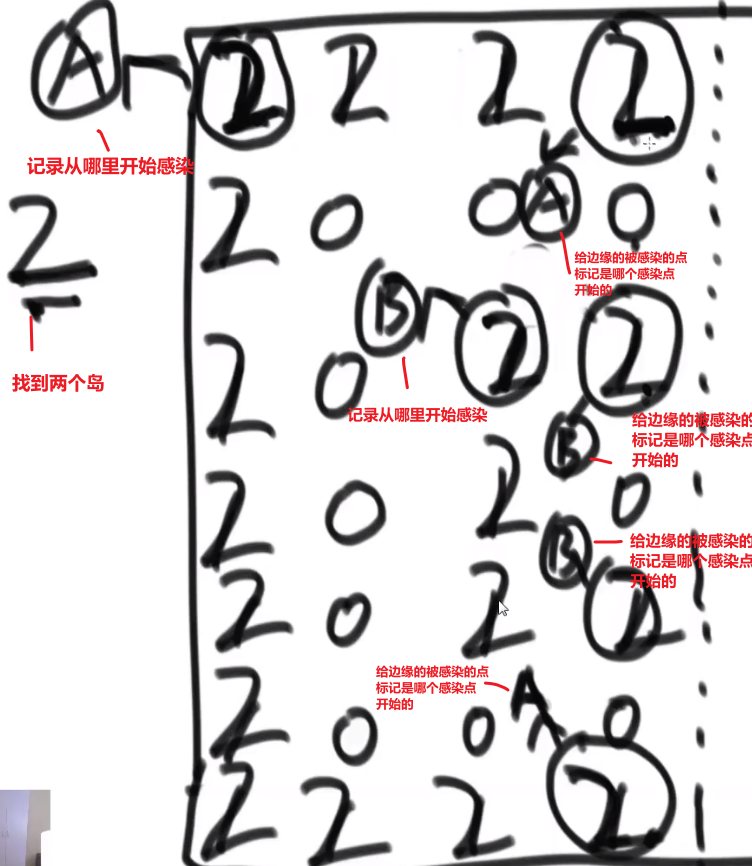 A 2 2 2 2
记录从哪里开始感染
2 0 0 A 0
给边缘的被感染的点
标记是哪个感染点
开始的
2
B
2 0 2 2
找到两个岛
记录从哪里开始感染
给边缘的被感染的
标记是哪个感染点
开始的
B
2 0 2 0
给边缘的被感染的
标记是哪个感染点
开始的
B
2 0 2 2
给边缘的被感染的点
标记是哪个感染点
开始的
A
2 0 0 0
2 2 2 2